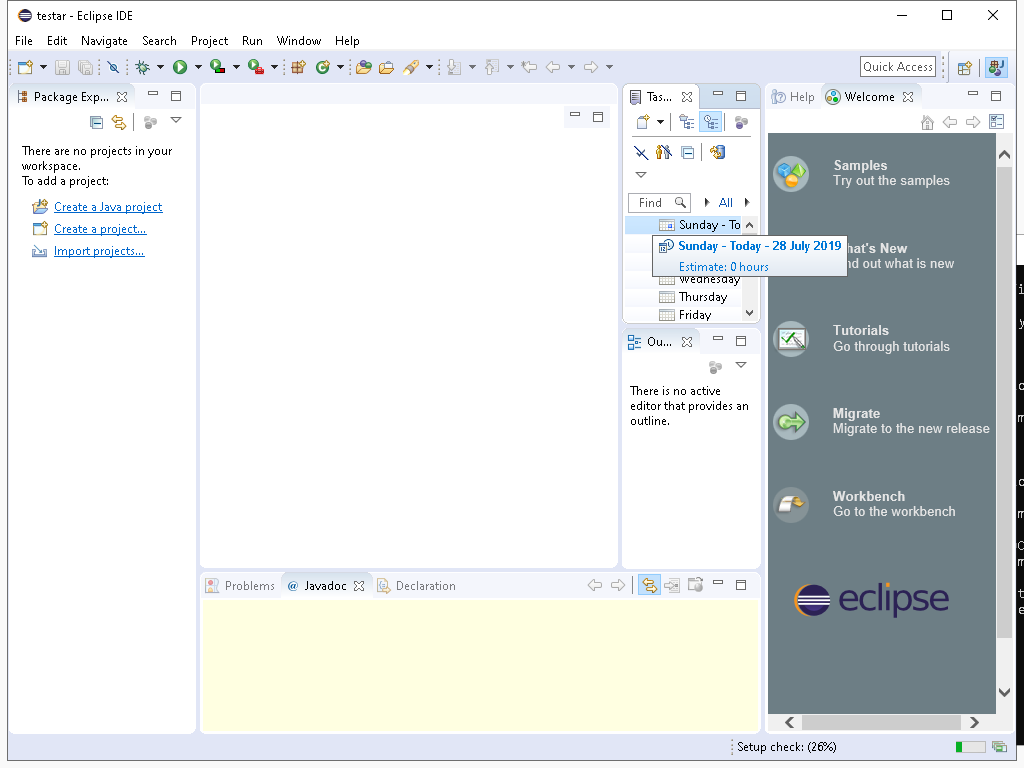 testar - Eclipse IDE
File Edit Navigate Search Project Run Window Help
Quick Access
Package Exp...
There are no projects in your
workspace.
To add a project:
Create a Java project
Create a project...
Import projects...
Tas...
Find
All
Sunday - To
Sunday - Today - 28 July 2019
Estimate: 0 hours
Wednesday
Thursday
Friday
Ou...
There is no active
editor that provides an
outline.
Help Welcome
Samples
Try out the samples
What's New
Find out what is new
Tutorials
Go through tutorials
Migrate
Migrate to the new release
Workbench
Go to the workbench
eclipse
Problems @ Javadoc Declaration
Setup check: (26%)